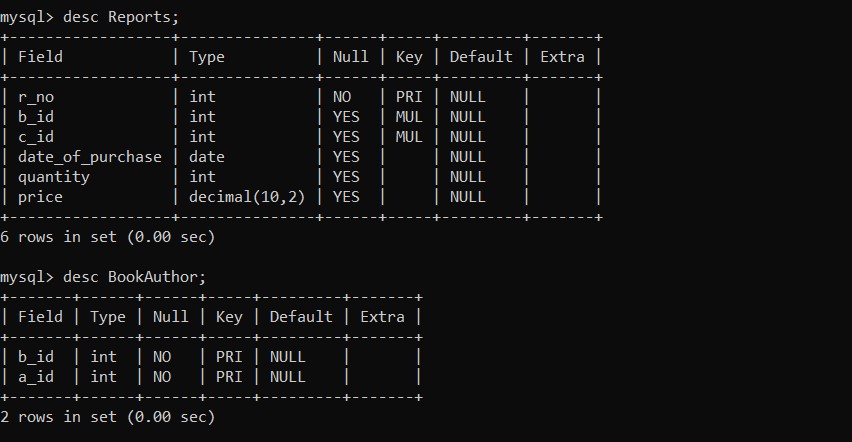 mysql> desc Reports;
+------------------+---------------+------+-----+---------+-------+
| Field            | Type          | Null | Key | Default | Extra |
+------------------+---------------+------+-----+---------+-------+
| r_no             | int           | NO   | PRI | NULL    |       |
| b_id             | int           | YES  | MUL | NULL    |       |
| c_id             | int           | YES  | MUL | NULL    |       |
| date_of_purchase | date          | YES  |     | NULL    |       |
| quantity         | int           | YES  |     | NULL    |       |
| price            | decimal(10,2) | YES  |     | NULL    |       |
+------------------+---------------+------+-----+---------+-------+
6 rows in set (0.00 sec)
mysql> desc BookAuthor;
+-------+------+------+-----+---------+-------+
| Field | Type | Null | Key | Default | Extra |
+-------+------+------+-----+---------+-------+
| b_id  | int  | NO   | PRI | NULL    |       |
| a_id  | int  | NO   | PRI | NULL    |       |
+-------+------+------+-----+---------+-------+
2 rows in set (0.00 sec)